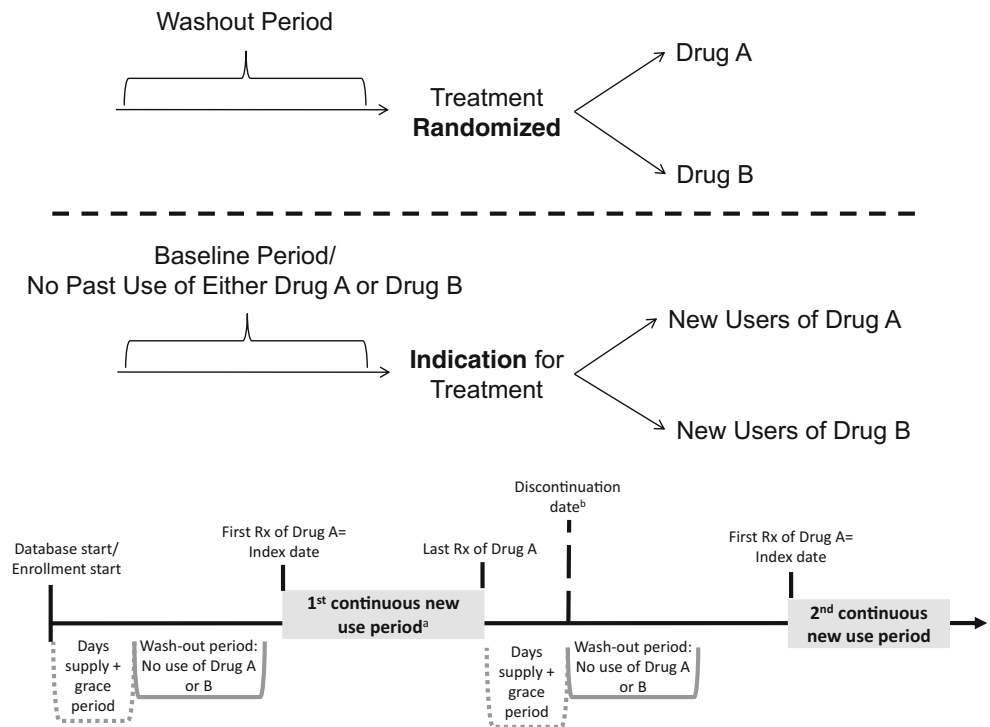 Washout Period
Treatment
Randomized
Drug A
Drug B
Baseline Period/
No Past Use of Either Drug A or Drug B
Indication for
Treatment
New Users of Drug A
New Users of Drug B
Database start/
Enrollment start
First Rx of Drug A=
Index date
Last Rx of Drug A
Discontinuation
dateᵇ
First Rx of Drug A=
Index date
1ˢᵗ continuous new
use periodᵃ
2ⁿᵈ continuous
new use period
Days
supply +
grace
period
Wash-out period:
No use of Drug A
or B
Days
supply +
grace
period
Wash-out period:
No use of Drug A
or B